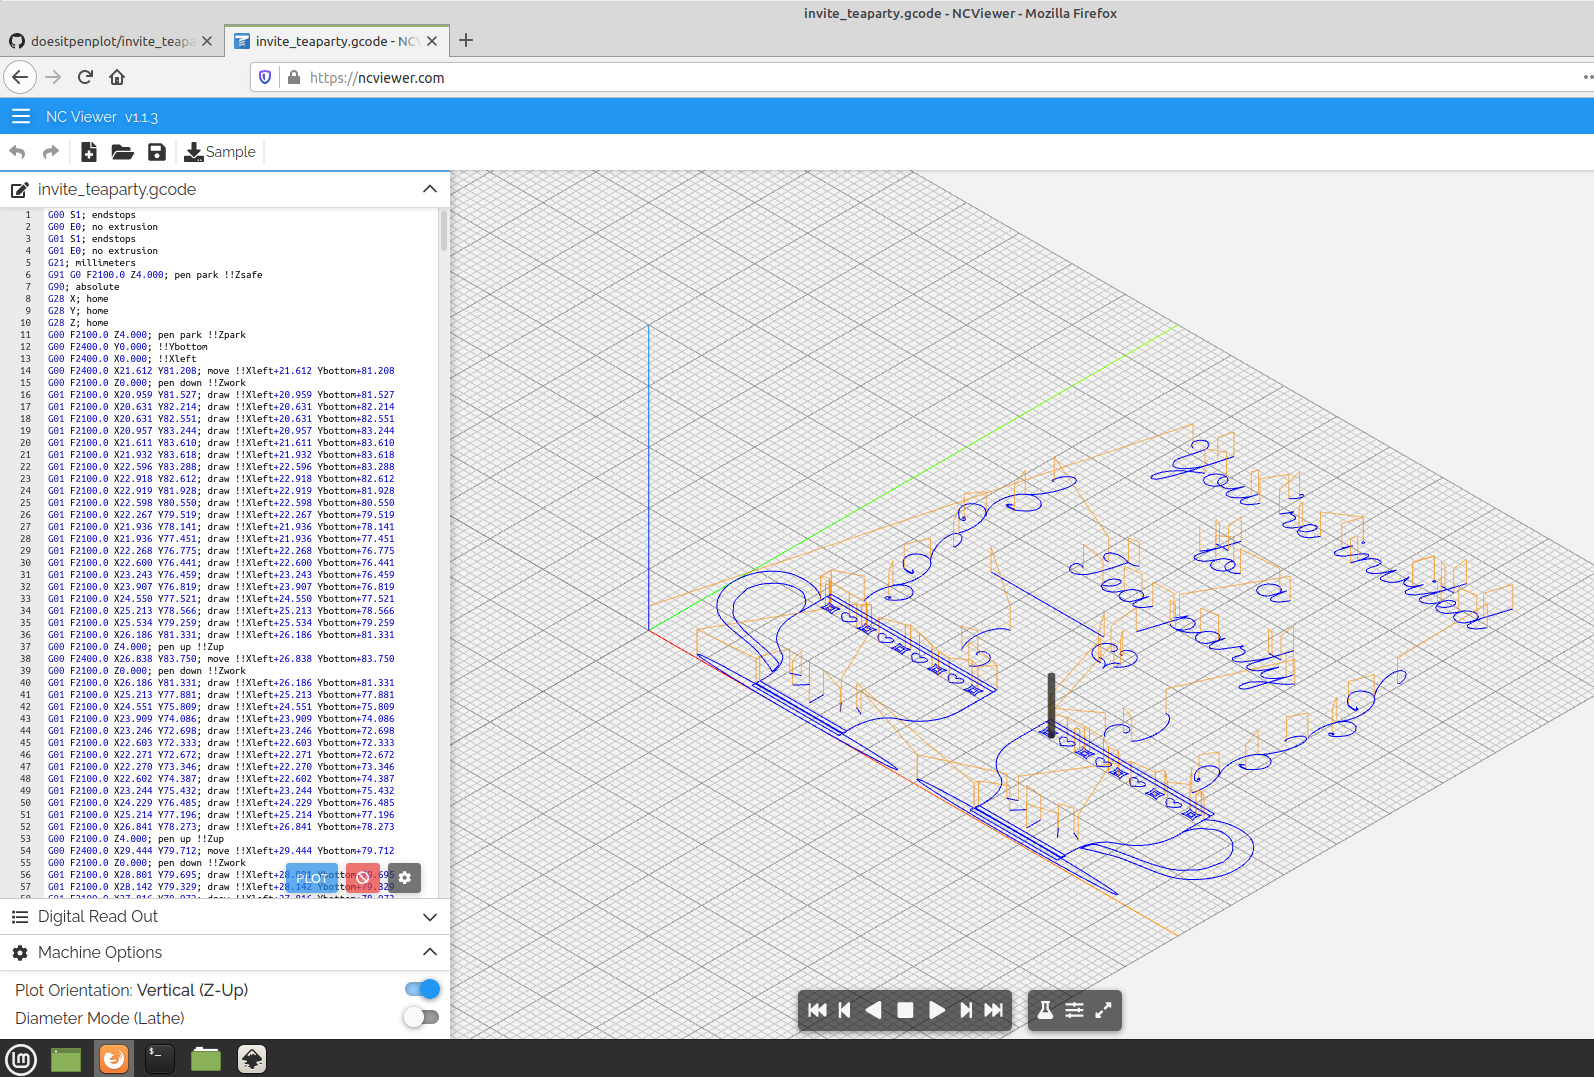 invite_teaparty.gcode - NCViewer - Mozilla Firefox
doesitpenplot/invite_teapa
invite_teaparty.gcode - NC
https://ncviewer.com
NC Viewer v1.1.3
Sample
invite_teaparty.gcode
1 G00 S1; endstops
2 G00 E0; no extrusion
3 G01 S1; endstops
4 G01 E0; no extrusion
5 G21; millimeters
6 G91 G0 F2100.0 Z4.000; pen park !!Zsafe
7 G90; absolute
8 G28 X; home
9 G28 Y; home
10 G28 Z; home
11 G00 F2100.0 Z4.000; pen park !!Zpark
12 G00 F2400.0 Y0.000; !!Ybottom
13 G00 F2400.0 X0.000; !!Xleft
14 G00 F2400.0 X21.612 Y81.208; move !!Xleft+21.612 Ybottom+81.208
15 G00 F2100.0 Z0.000; pen down !!Zwork
16 G01 F2100.0 X20.959 Y81.527; draw !!Xleft+20.959 Ybottom+81.527
17 G01 F2100.0 X20.631 Y82.214; draw !!Xleft+20.631 Ybottom+82.214
18 G01 F2100.0 X20.631 Y82.551; draw !!Xleft+20.631 Ybottom+82.551
19 G01 F2100.0 X20.957 Y83.244; draw !!Xleft+20.957 Ybottom+83.244
20 G01 F2100.0 X21.611 Y83.610; draw !!Xleft+21.611 Ybottom+83.610
21 G01 F2100.0 X21.932 Y83.618; draw !!Xleft+21.932 Ybottom+83.618
22 G01 F2100.0 X22.596 Y83.288; draw !!Xleft+22.596 Ybottom+83.288
23 G01 F2100.0 X22.918 Y82.612; draw !!Xleft+22.918 Ybottom+82.612
24 G01 F2100.0 X22.919 Y81.928; draw !!Xleft+22.919 Ybottom+81.928
25 G01 F2100.0 X22.598 Y80.550; draw !!Xleft+22.598 Ybottom+80.550
26 G01 F2100.0 X22.267 Y79.519; draw !!Xleft+22.267 Ybottom+79.519
27 G01 F2100.0 X21.936 Y78.141; draw !!Xleft+21.936 Ybottom+78.141
28 G01 F2100.0 X21.936 Y77.451; draw !!Xleft+21.936 Ybottom+77.451
29 G01 F2100.0 X22.268 Y76.775; draw !!Xleft+22.268 Ybottom+76.775
30 G01 F2100.0 X22.600 Y76.441; draw !!Xleft+22.600 Ybottom+76.441
31 G01 F2100.0 X23.243 Y76.459; draw !!Xleft+23.243 Ybottom+76.459
32 G01 F2100.0 X23.907 Y76.819; draw !!Xleft+23.907 Ybottom+76.819
33 G01 F2100.0 X24.550 Y77.521; draw !!Xleft+24.550 Ybottom+77.521
34 G01 F2100.0 X25.213 Y78.566; draw !!Xleft+25.213 Ybottom+78.566
35 G01 F2100.0 X25.534 Y79.259; draw !!Xleft+25.534 Ybottom+79.259
36 G01 F2100.0 X26.186 Y81.331; draw !!Xleft+26.186 Ybottom+81.331
37 G00 F2100.0 Z4.000; pen up !!Zup
38 G00 F2400.0 X26.838 Y83.750; move !!Xleft+26.838 Ybottom+83.750
39 G00 F2100.0 Z0.000; pen down !!Zwork
40 G01 F2100.0 X26.186 Y81.331; draw !!Xleft+26.186 Ybottom+81.331
41 G01 F2100.0 X25.213 Y77.881; draw !!Xleft+25.213 Ybottom+77.881
42 G01 F2100.0 X24.551 Y75.809; draw !!Xleft+24.551 Ybottom+75.809
43 G01 F2100.0 X23.909 Y74.086; draw !!Xleft+23.909 Ybottom+74.086
44 G01 F2100.0 X23.246 Y72.698; draw !!Xleft+23.246 Ybottom+72.698
45 G01 F2100.0 X22.603 Y72.333; draw !!Xleft+22.603 Ybottom+72.333
46 G01 F2100.0 X22.271 Y72.672; draw !!Xleft+22.271 Ybottom+72.672
47 G01 F2100.0 X22.270 Y73.346; draw !!Xleft+22.270 Ybottom+73.346
48 G01 F2100.0 X22.602 Y74.387; draw !!Xleft+22.602 Ybottom+74.387
49 G01 F2100.0 X23.244 Y75.432; draw !!Xleft+23.244 Ybottom+75.432
50 G01 F2100.0 X24.229 Y76.485; draw !!Xleft+24.229 Ybottom+76.485
51 G01 F2100.0 X25.214 Y77.196; draw !!Xleft+25.214 Ybottom+77.196
52 G01 F2100.0 X26.841 Y78.273; draw !!Xleft+26.841 Ybottom+78.273
53 G00 F2100.0 Z4.000; pen up !!Zup
54 G00 F2400.0 X29.444 Y79.712; move !!Xleft+29.444 Ybottom+79.712
55 G00 F2100.0 Z0.000; pen down !!Zwork
56 G01 F2100.0 X28.801 Y79.695; draw !!Xleft+28.801 Ybottom+79.695
57 G01 F2100.0 X28.142 Y79.329; draw !!Xleft+28.142 Ybottom+79.329
PLOT
Digital Read Out
Machine Options
Plot Orientation: Vertical (Z-Up)
Diameter Mode (Lathe)
You're invited
to a
tea party